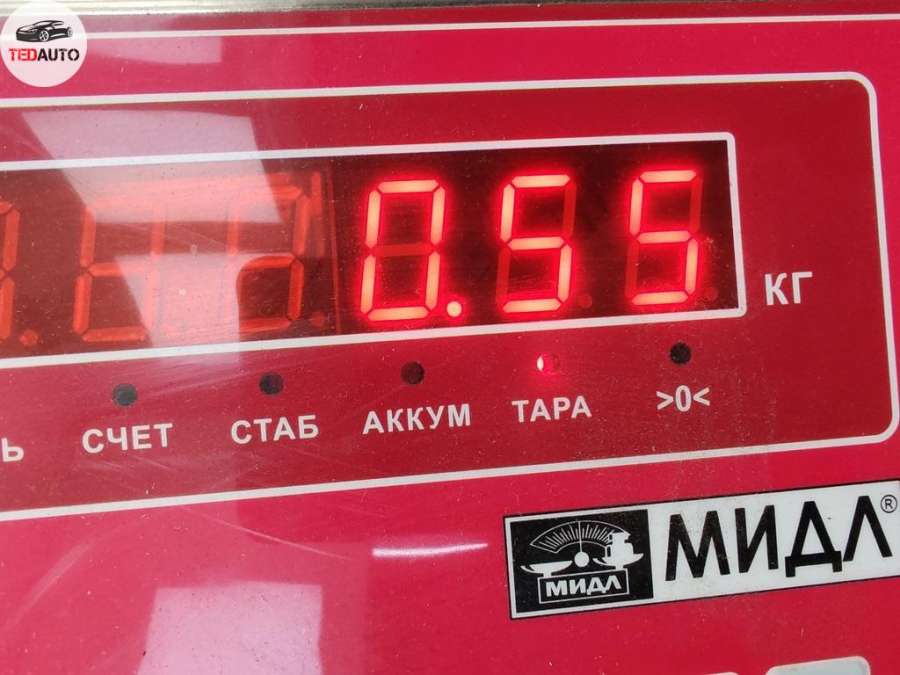 TEDAUTO
0.55
КГ
Ь СЧЕТ СТАБ АККУМ ТАРА >0<
МИДЛ МИДЛ®